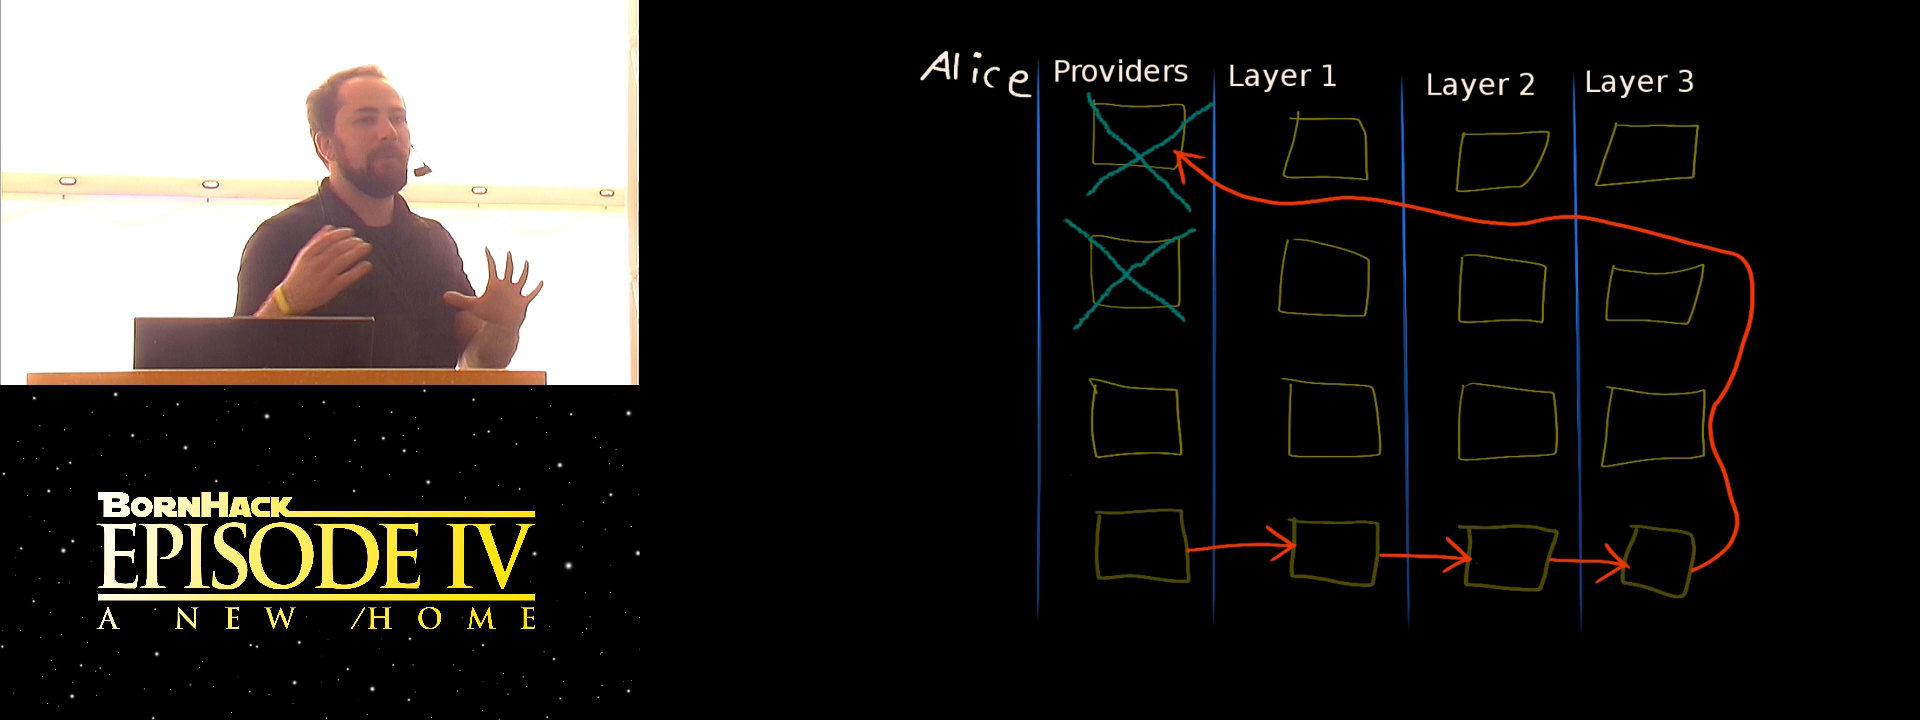 Alice
Providers
Layer 1
Layer 2
Layer 3
BORNHACK
EPISODE IV
A NEW /HOME